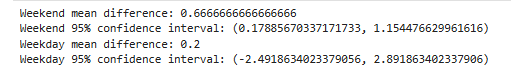 Weekend mean difference: 0.6666666666666666
Weekend 95% confidence interval: (0.17885670337171733, 1.154476629961616)
Weekday mean difference: 0.2
Weekday 95% confidence interval: (-2.4918634023379056, 2.891863402337906)